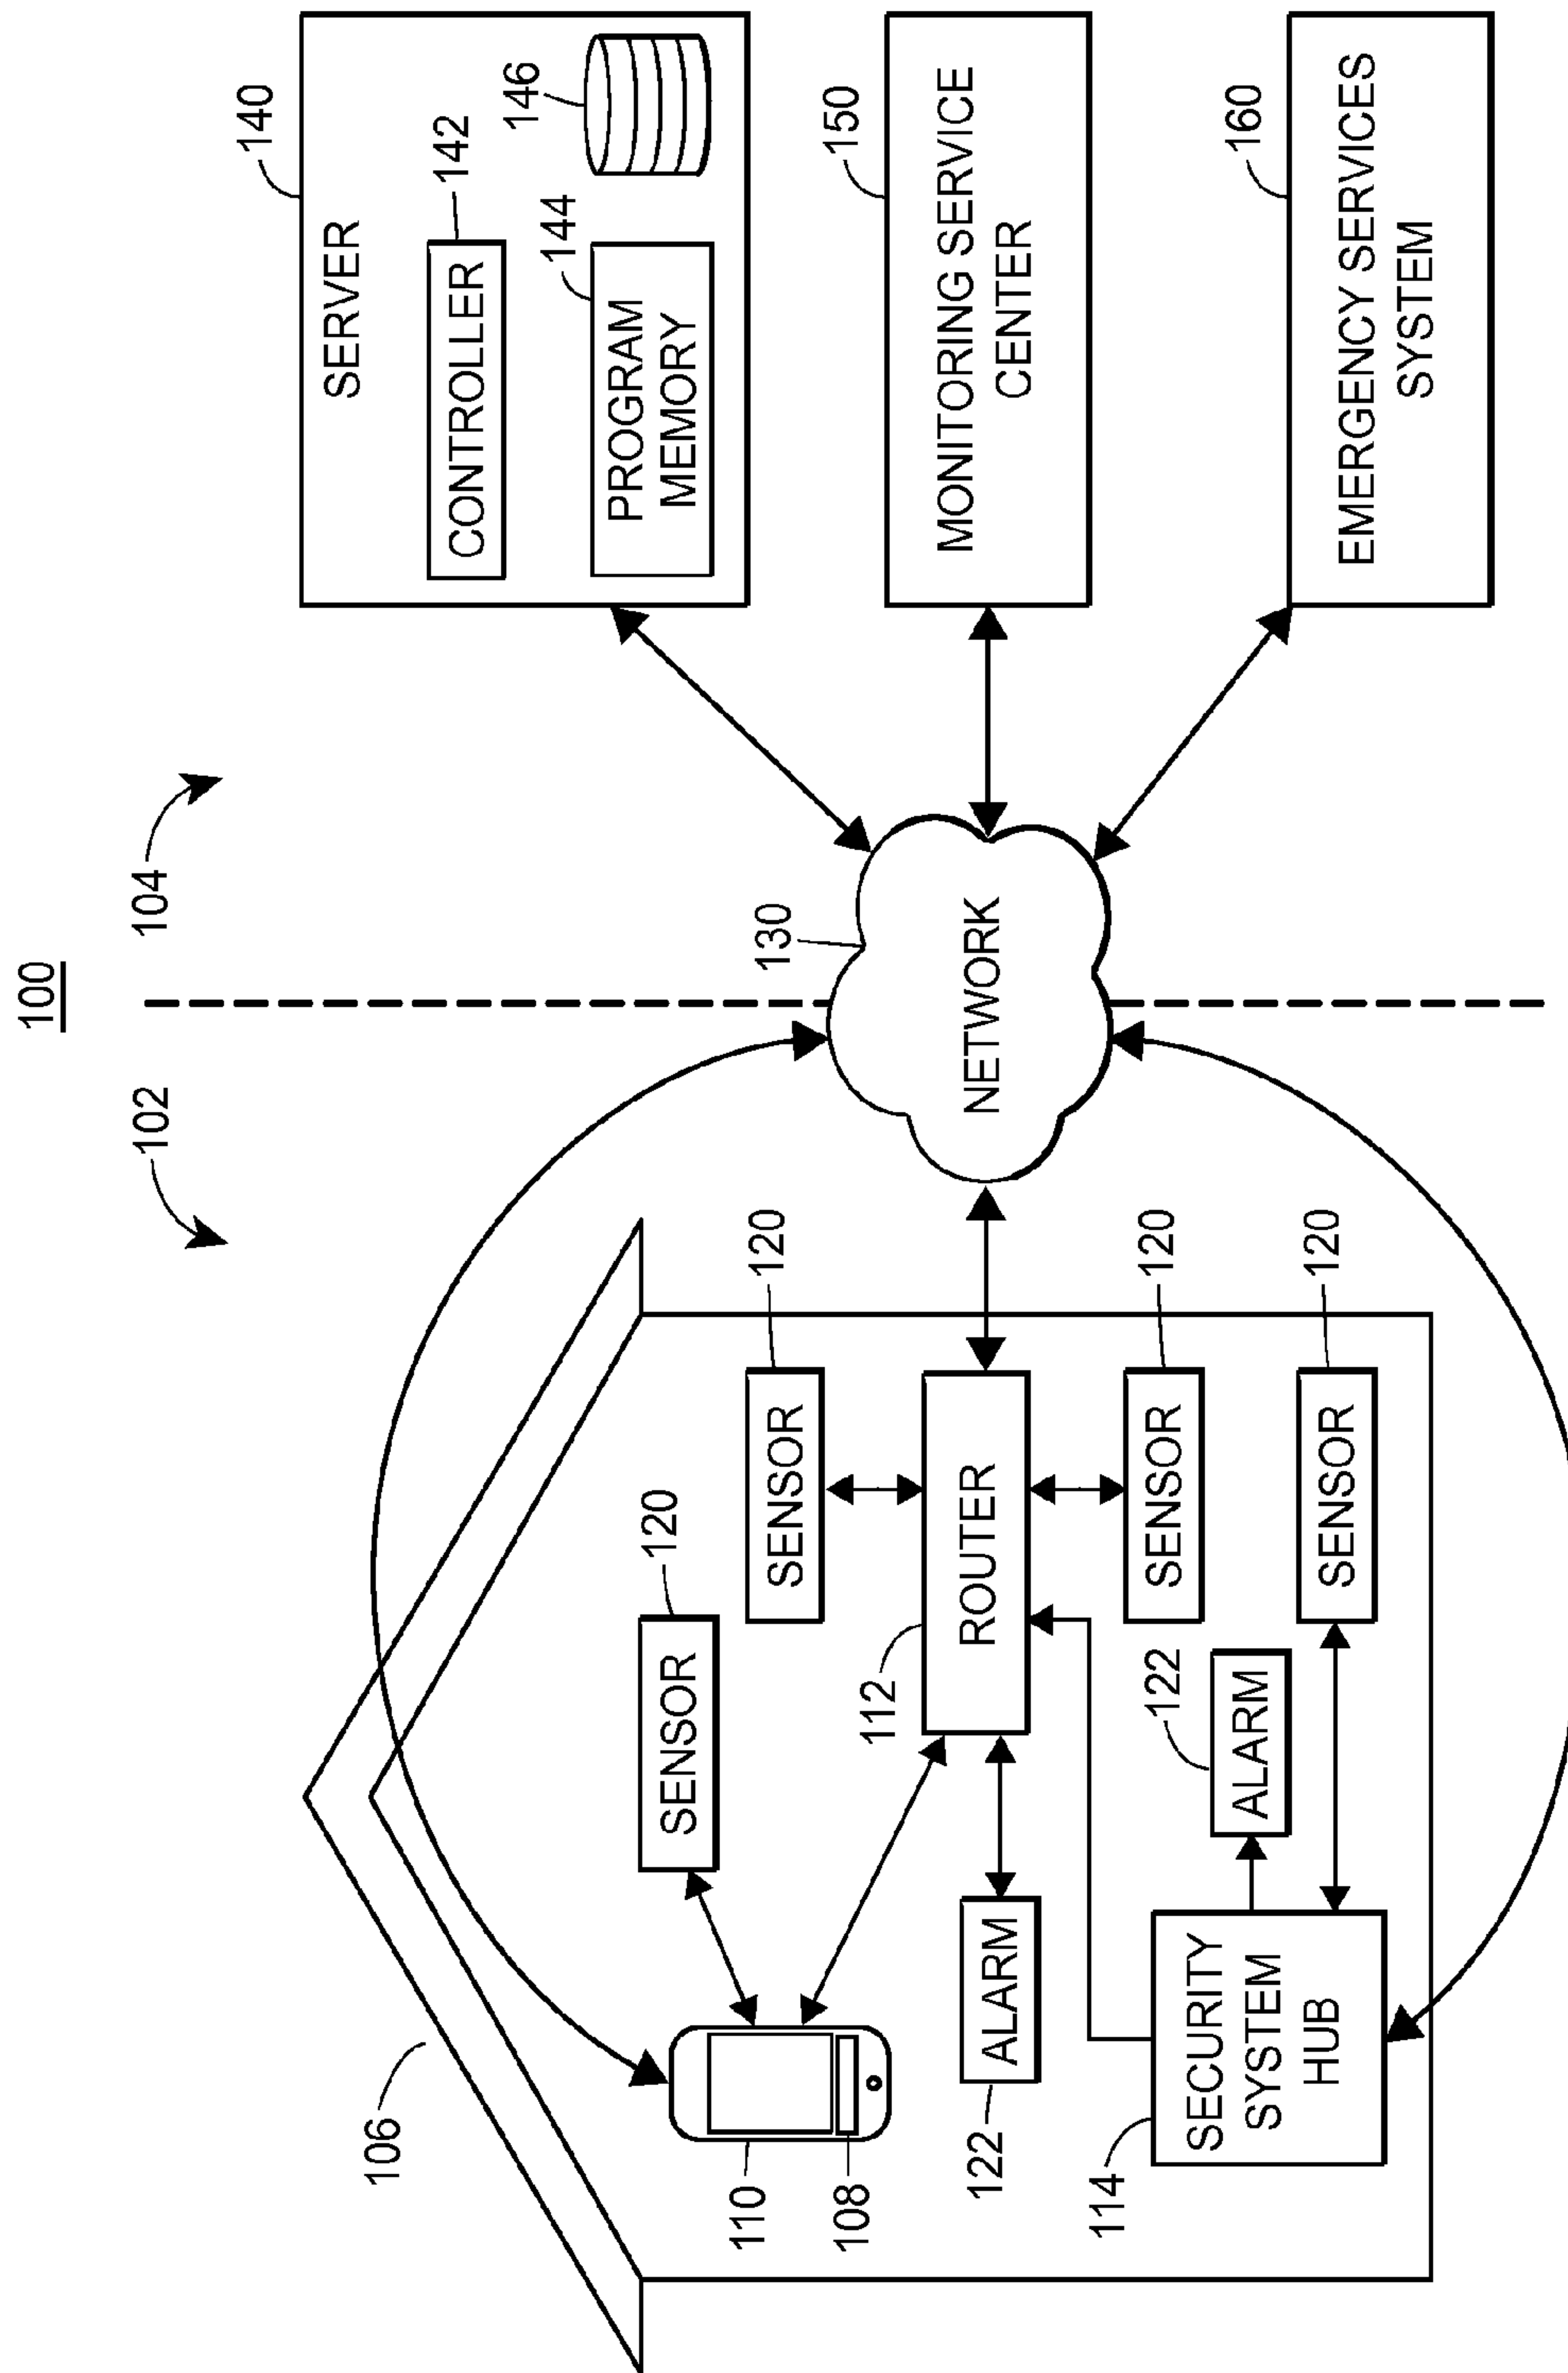 100
102
104
106
120
SENSOR
120
SENSOR
110
108
112
ROUTER
122
ALARM
120
SENSOR
114
SECURITY
SYSTEM
HUB
122
ALARM
120
SENSOR
130
NETWORK
140
SERVER
142
CONTROLLER
144
PROGRAM
MEMORY
146
150
MONITORING SERVICE
CENTER
160
EMERGENCY SERVICES
SYSTEM